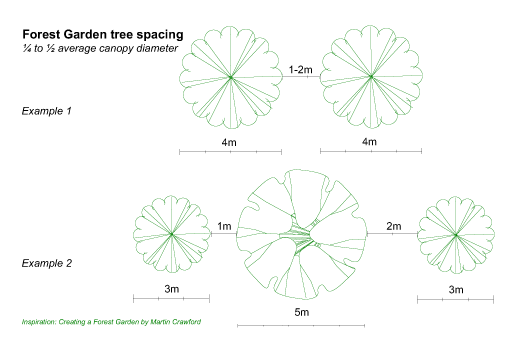 Forest Garden tree spacing
¼ to ½ average canopy diameter
1-2m
Example 1
4m
4m
1m
2m
Example 2
3m
3m
5m
Inspiration: Creating a Forest Garden by Martin Crawford